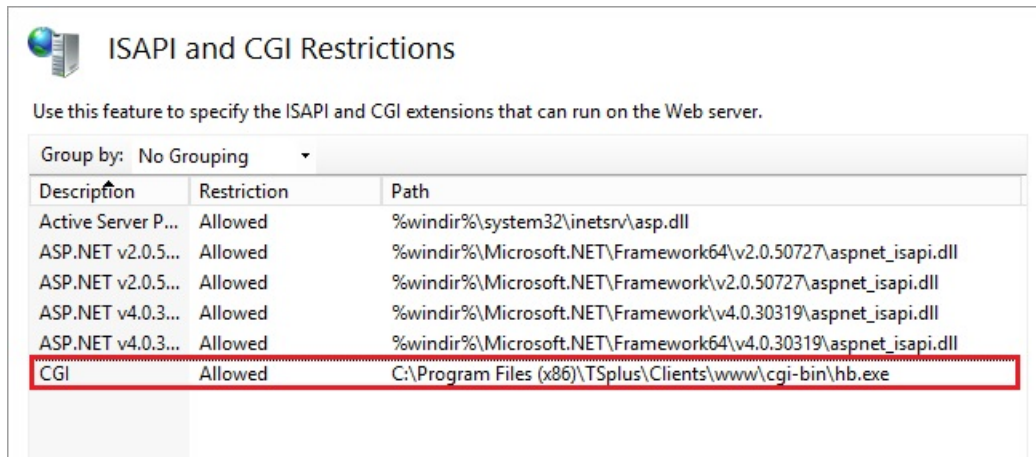 ISAPI and CGI Restrictions
Use this feature to specify the ISAPI and CGI extensions that can run on the Web server.
Group by: No Grouping
Description Restriction Path
Active Server P... Allowed %windir%\system32\inetsrv\asp.dll
ASP.NET v2.0.5... Allowed %windir%\Microsoft.NET\Framework64\v2.0.50727\aspnet_isapi.dll
ASP.NET v2.0.5... Allowed %windir%\Microsoft.NET\Framework\v2.0.50727\aspnet_isapi.dll
ASP.NET v4.0.3... Allowed %windir%\Microsoft.NET\Framework\v4.0.30319\aspnet_isapi.dll
ASP.NET v4.0.3... Allowed %windir%\Microsoft.NET\Framework64\v4.0.30319\aspnet_isapi.dll
CGI Allowed C:\Program Files (x86)\TSplus\Clients\www\cgi-bin\hb.exe